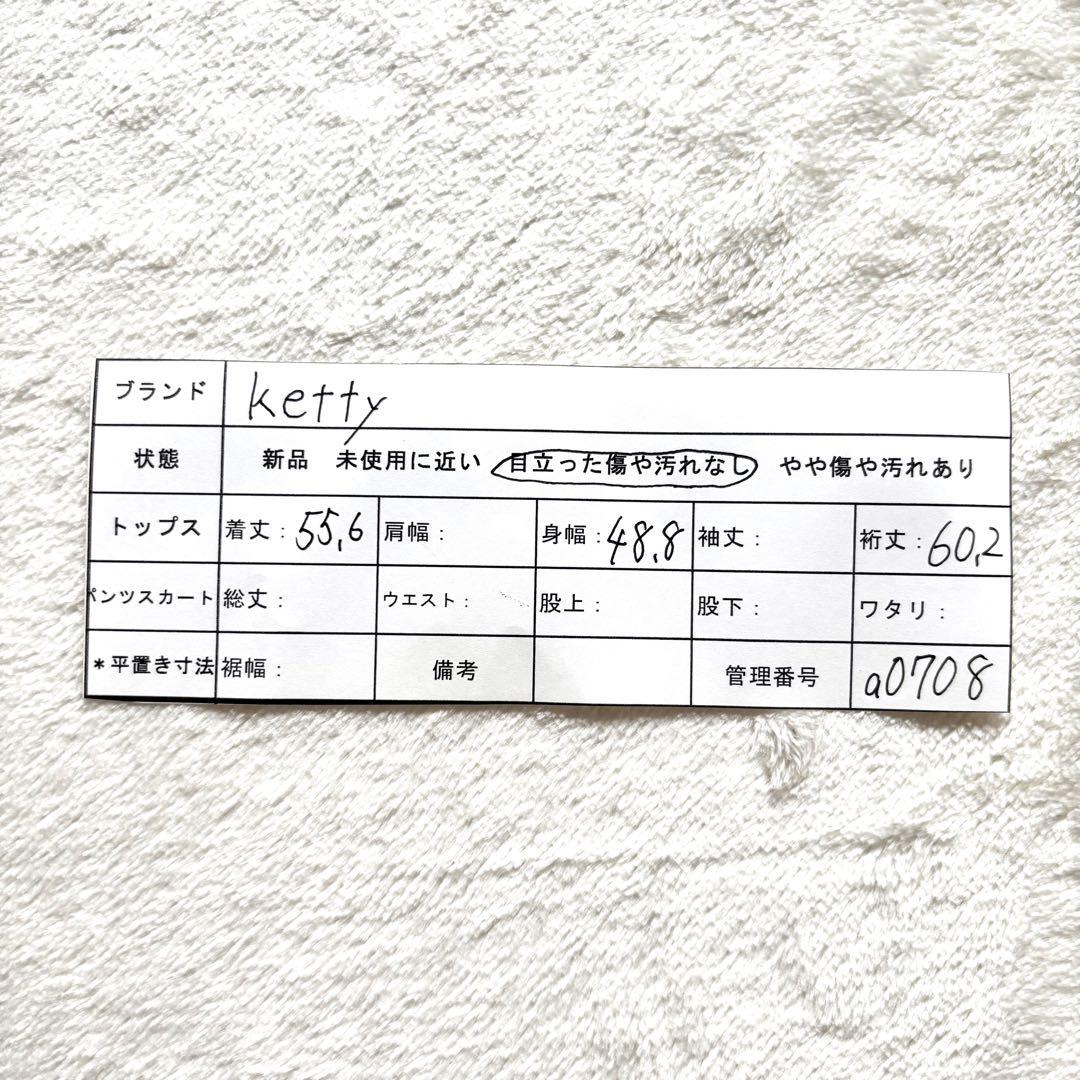 ブランド ketty
状態 新品 未使用に近い 目立った傷や汚れなし やや傷や汚れあり
トップス 着丈：55.6 肩幅： 身幅：48.8 袖丈： 裄丈：60.2
パンツスカート 総丈： ウエスト： 股上： 股下： ワタリ：
*平置き寸法 裾幅： 備考 管理番号 a0708